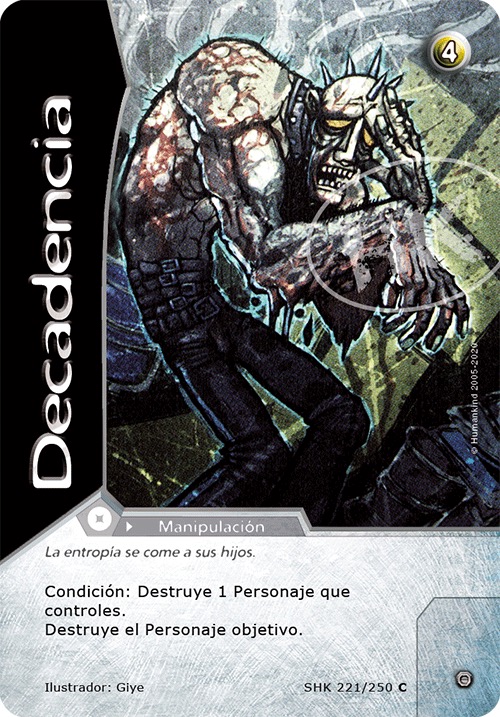 4
Decadencia
© Humankind 2005-2020
Manipulación
La entropía se come a sus hijos.
Condición: Destruye 1 Personaje que
controles.
Destruye el Personaje objetivo.
Ilustrador: Giye
SHK 221/250 C